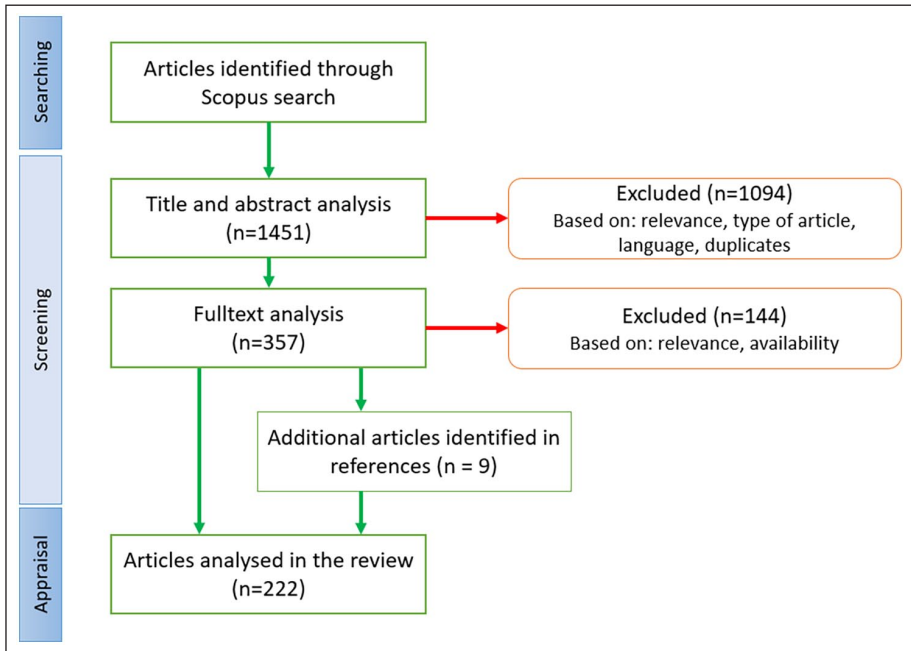 Searching
Articles identified through
Scopus search
Screening
Title and abstract analysis
(n=1451)
Excluded (n=1094)
Based on: relevance, type of article,
language, duplicates
Fulltext analysis
(n=357)
Excluded (n=144)
Based on: relevance, availability
Additional articles identified in
references (n = 9)
Appraisal
Articles analysed in the review
(n=222)